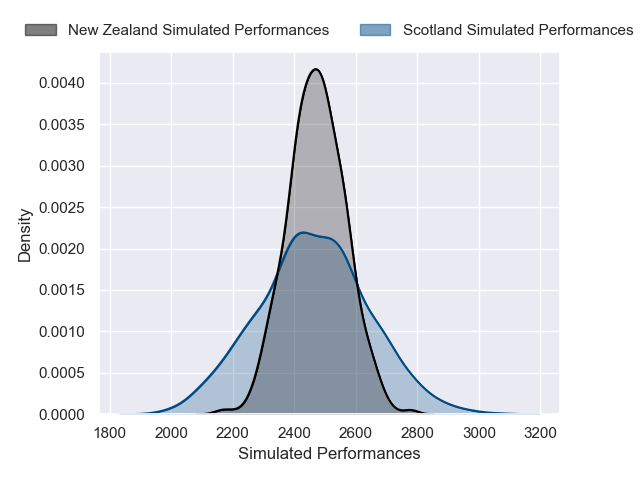 New Zealand Simulated Performances
Scotland Simulated Performances
0.0040
0.0035
0.0030
0.0025
0.0020
0.0015
0.0010
0.0005
0.0000
Density
1800 2000 2200 2400 2600 2800 3000 3200
Simulated Performances